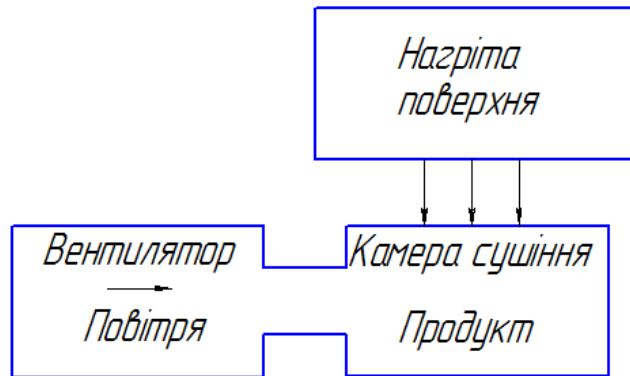 Нагріта
поверхня
Вентилятор
Повітря
Камера сушіння
Продукт